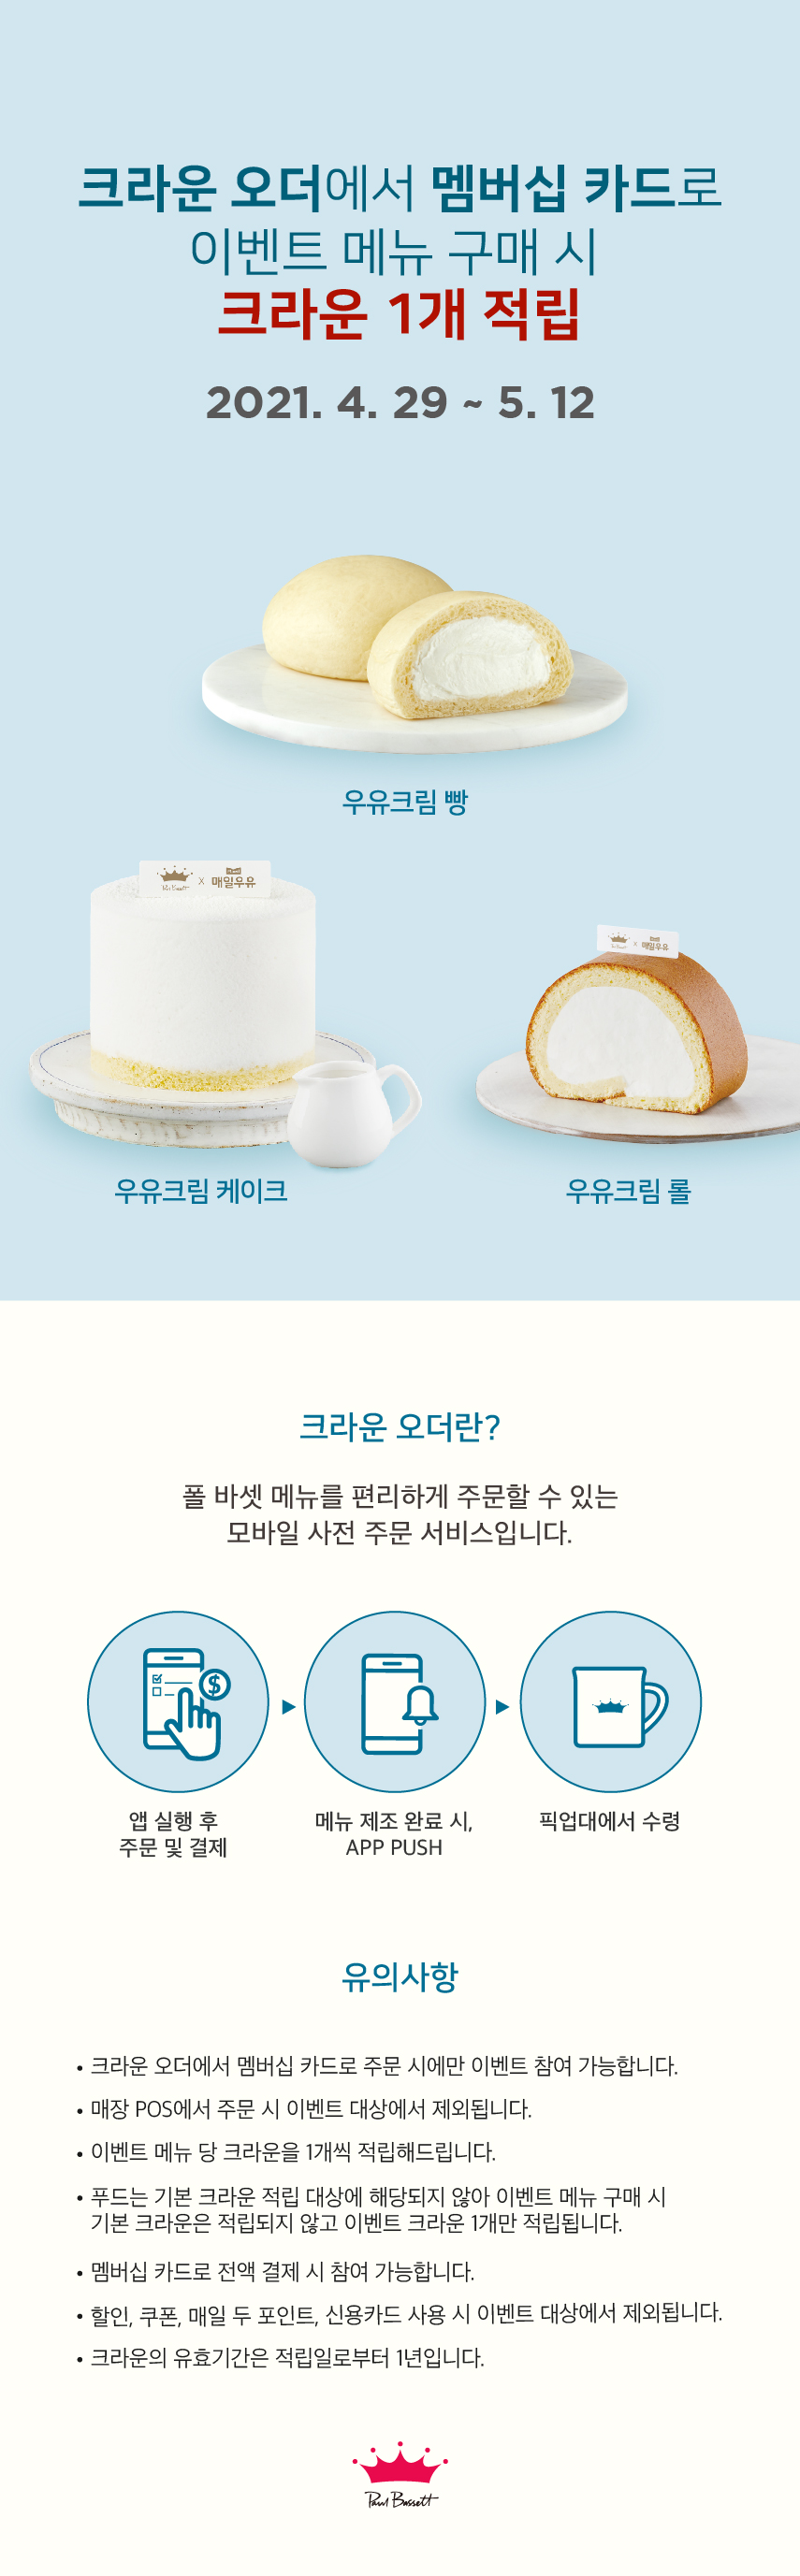 크라운 오더에서 멤버십 카드로
이벤트 메뉴 구매 시
크라운 1개 적립
2021. 4. 29 ~ 5. 12
우유크림 빵
Paul Bassett X 매일우유
Paul Bassett X 매일우유
우유크림 케이크
우유크림 롤
크라운 오더란?
폴 바셋 메뉴를 편리하게 주문할 수 있는
모바일 사전 주문 서비스입니다.
$
앱 실행 후
주문 및 결제
메뉴 제조 완료 시,
APP PUSH
픽업대에서 수령
유의사항
• 크라운 오더에서 멤버십 카드로 주문 시에만 이벤트 참여 가능합니다.
• 매장 POS에서 주문 시 이벤트 대상에서 제외됩니다.
• 이벤트 메뉴 당 크라운을 1개씩 적립해드립니다.
• 푸드는 기본 크라운 적립 대상에 해당되지 않아 이벤트 메뉴 구매 시
기본 크라운은 적립되지 않고 이벤트 크라운 1개만 적립됩니다.
• 멤버십 카드로 전액 결제 시 참여 가능합니다.
• 할인, 쿠폰, 매일 두 포인트, 신용카드 사용 시 이벤트 대상에서 제외됩니다.
• 크라운의 유효기간은 적립일로부터 1년입니다.
Paul Bassett